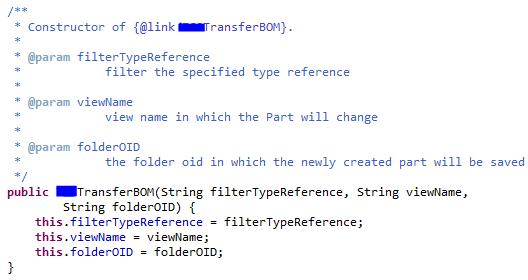 /**
* Constructor of {@link TransferBOM}.
*
* @param filterTypeReference
* filter the specified type reference
*
* @param viewName
* view name in which the Part will change
*
* @param folderOID
* the folder oid in which the newly created part will be saved
*/
public TransferBOM(String filterTypeReference, String viewName,
String folderOID) {
this.filterTypeReference = filterTypeReference;
this.viewName = viewName;
this.folderOID = folderOID;
}